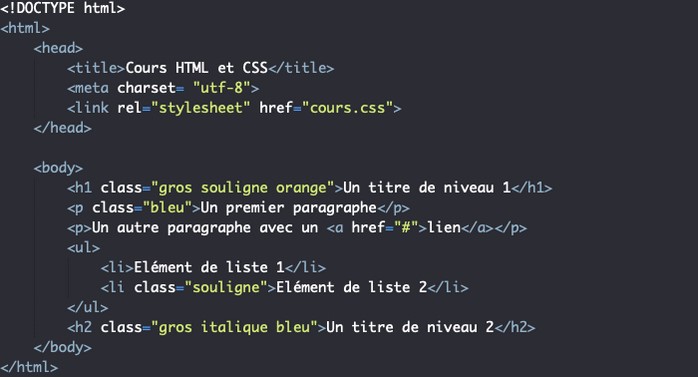 <!DOCTYPE html>
<html>
    <head>
        <title>Cours HTML et CSS</title>
        <meta charset= "utf-8">
        <link rel="stylesheet" href="cours.css">
    </head>

    <body>
        <h1 class="gros souligne orange">Un titre de niveau 1</h1>
        <p class="bleu">Un premier paragraphe</p>
        <p>Un autre paragraphe avec un <a href="#">lien</a></p>
        <ul>
            <li>Elément de liste 1</li>
            <li class="souligne">Elément de liste 2</li>
        </ul>
        <h2 class="gros italique bleu">Un titre de niveau 2</h2>
    </body>
</html>